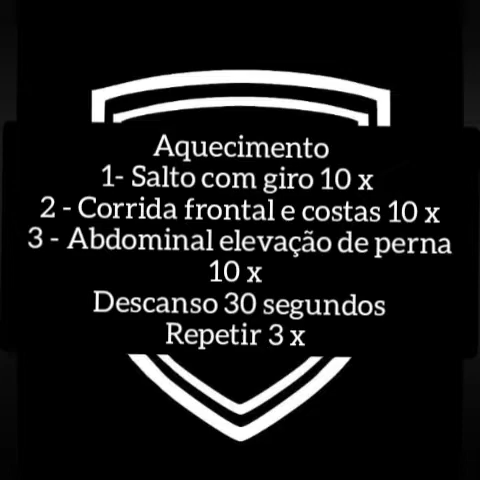 Aquecimento
1- Salto com giro 10 x
2 - Corrida frontal e costas 10 x
3 - Abdominal elevação de perna
10 x
Descanso 30 segundos
Repetir 3 x